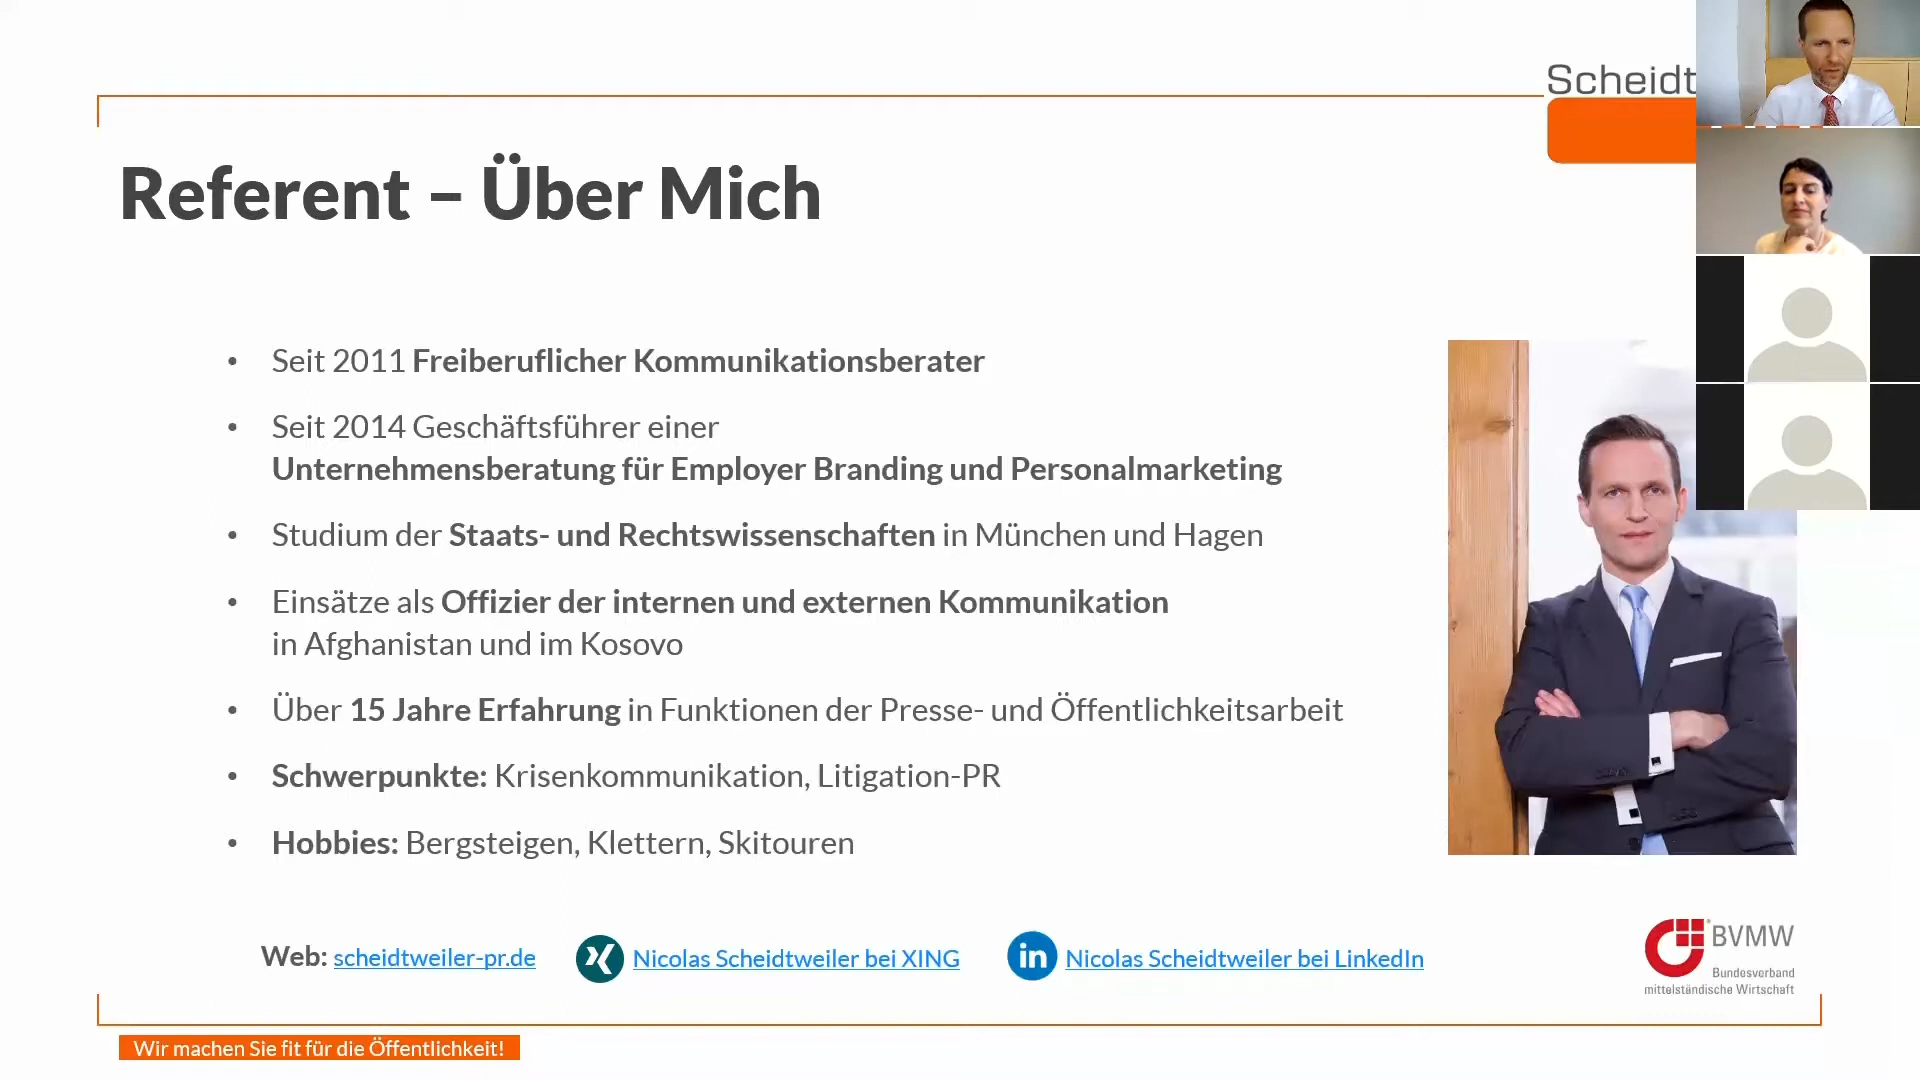 Scheidt
Referent – Über Mich
• Seit 2011 Freiberuflicher Kommunikationsberater
• Seit 2014 Geschäftsführer einer
Unternehmensberatung für Employer Branding und Personalmarketing
• Studium der Staats- und Rechtswissenschaften in München und Hagen
• Einsätze als Offizier der internen und externen Kommunikation
in Afghanistan und im Kosovo
• Über 15 Jahre Erfahrung in Funktionen der Presse- und Öffentlichkeitsarbeit
• Schwerpunkte: Krisenkommunikation, Litigation-PR
• Hobbies: Bergsteigen, Klettern, Skitouren
Web: scheidtweiler-pr.de
Nicolas Scheidtweiler bei XING
in Nicolas Scheidtweiler bei LinkedIn
BVMW
Bundesverband
mittelständische Wirtschaft
Wir machen Sie fit für die Öffentlichkeit!